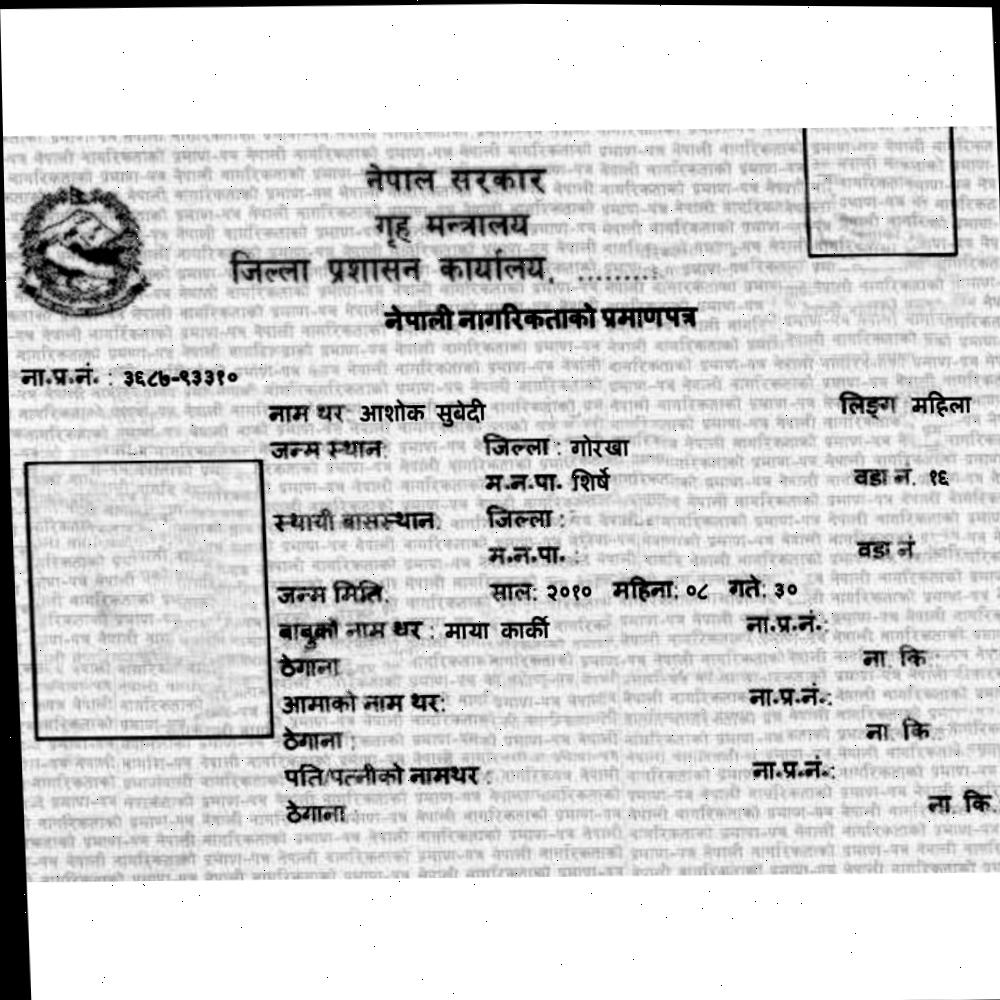 नेपाल सरकार
गृह मन्त्रालय
जिल्ला प्रशासन कार्यालय, .........
नेपाली नागरिकताको प्रमाणपत्र
ना.प्र.नं. : ३६८७-९३३१०
नाम थर: आशोक सुबेदी लिङ्ग महिला
जन्म स्थान: जिल्ला : गोरखा
म.न.पा. शिर्षे वडा नं. १६
स्थायी बासस्थान: जिल्ला :
म.न.पा. : वडा नं
जन्म मिति: साल: २०१० महिना: ०८ गते: ३०
बाबुको नाम थर : माया कार्की ना.प्र.नं.:
ठेगाना ना. कि.
आमाको नाम थर: ना.प्र.नं.:
ठेगाना : ना. कि.
पति/पत्नीको नामथर : ना.प्र.नं.:
ठेगाना ना. कि.